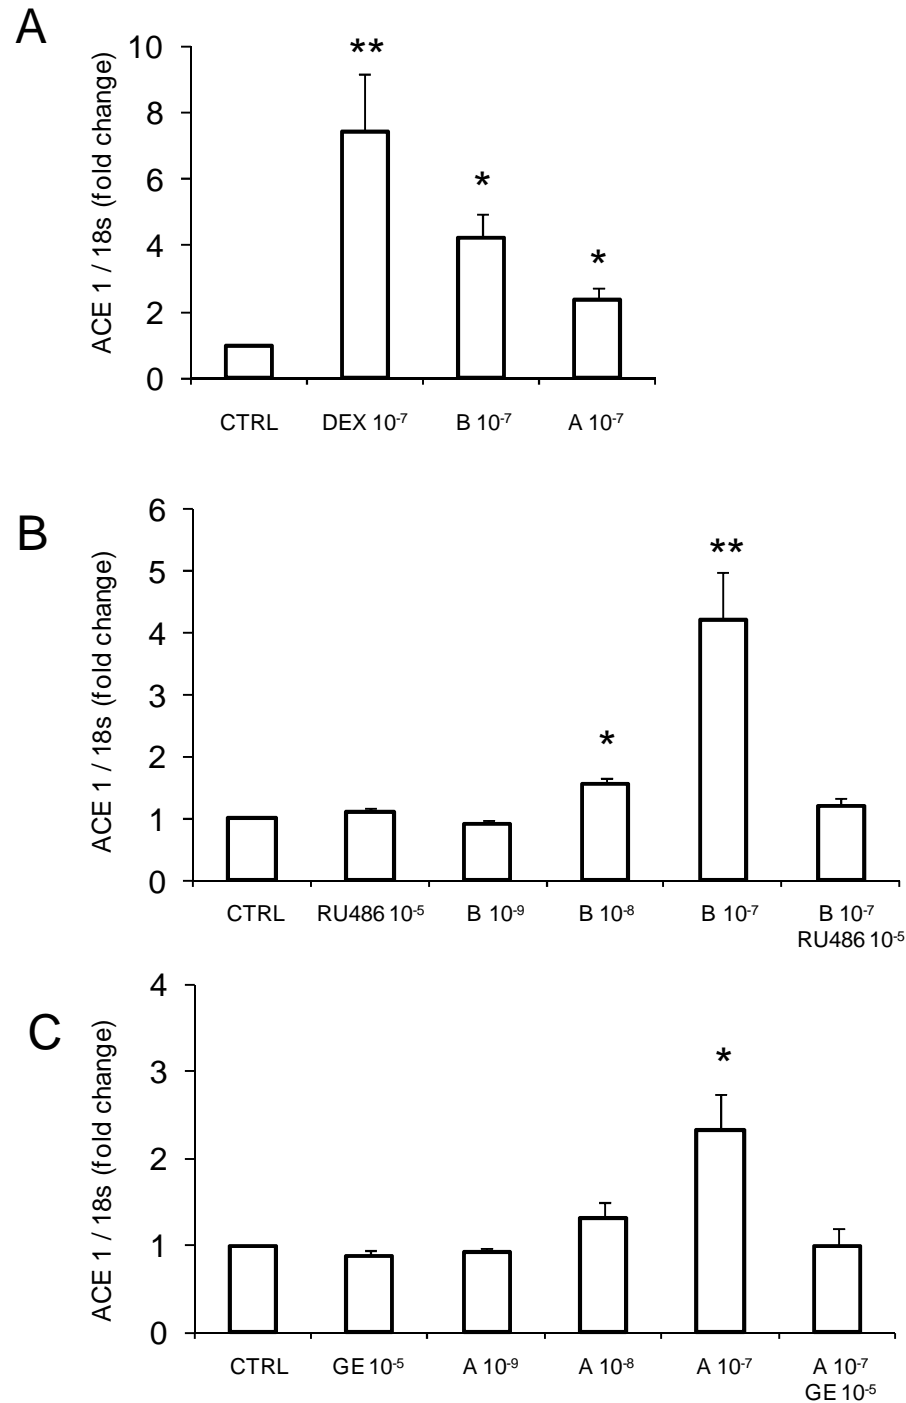 A
ACE 1 / 18s (fold change)
10
8
6
4
2
0
**
*
*
CTRL
DEX 10-7
B 10-7
A 10-7
B
ACE 1 / 18s (fold change)
6
5
4
3
2
1
0
*
**
CTRL
RU486 10-5
B 10-9
B 10-8
B 10-7
B 10-7
RU486 10-5
C
ACE 1 / 18s (fold change)
4
3
2
1
0
*
CTRL
GE 10-5
A 10-9
A 10-8
A 10-7
A 10-7
GE 10-5